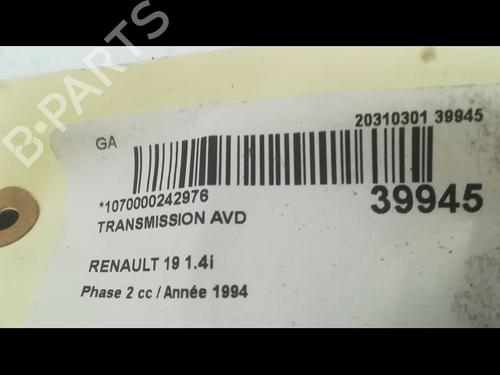 B-PARTS
GA
20310301 39945
*1070000242976
39945
TRANSMISSION AVD
RENAULT 19 1.4i
Phase 2 cc / Année 1994